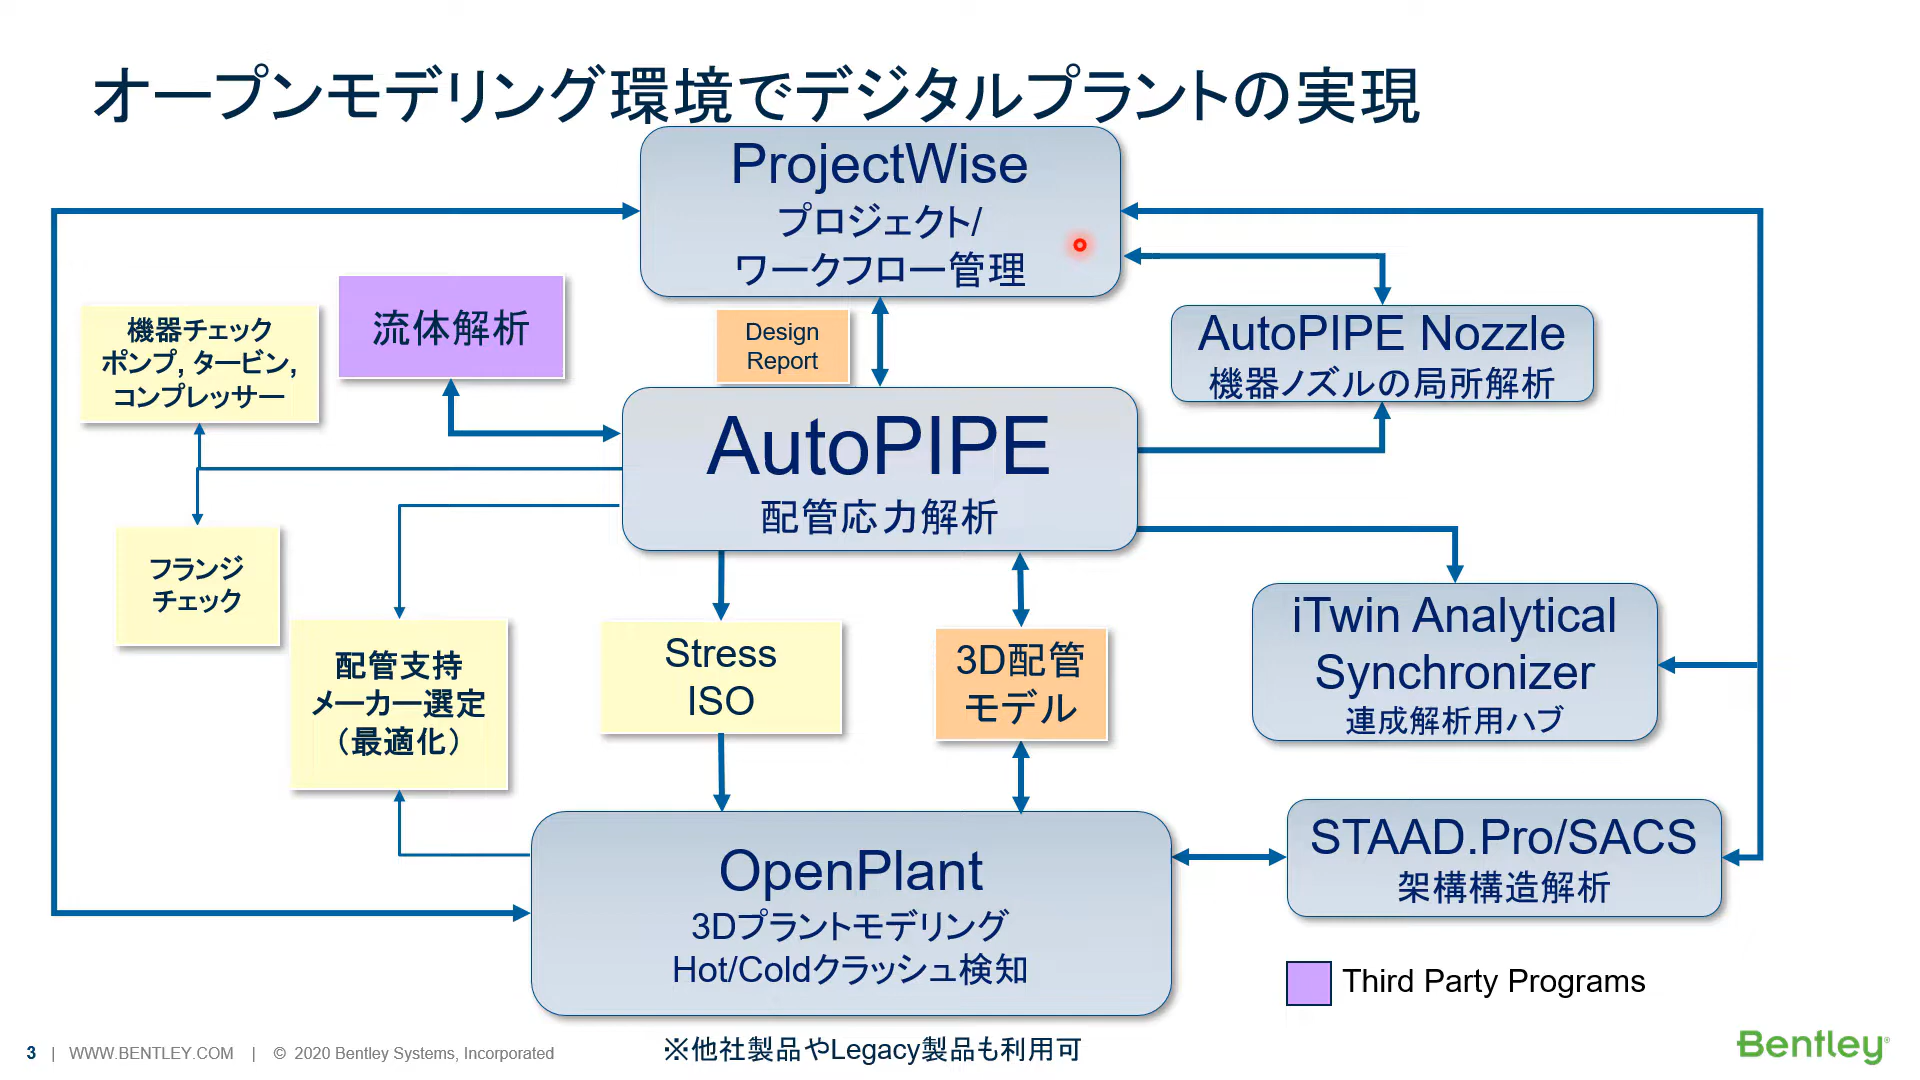 オープンモデリング環境でデジタルプラントの実現
ProjectWise
プロジェクト/
ワークフロー管理
機器チェック
ポンプ, タービン,
コンプレッサー
流体解析
Design
Report
AutoPIPE Nozzle
機器ノズルの局所解析
AutoPIPE
配管応力解析
フランジ
チェック
配管支持
メーカー選定
（最適化）
Stress
ISO
3D配管
モデル
iTwin Analytical
Synchronizer
連成解析用ハブ
OpenPlant
3Dプラントモデリング
Hot/Coldクラッシュ検知
STAAD.Pro/SACS
架構構造解析
Third Party Programs
※他社製品やLegacy製品も利用可
3 | WWW.BENTLEY.COM | © 2020 Bentley Systems, Incorporated
Bentley®